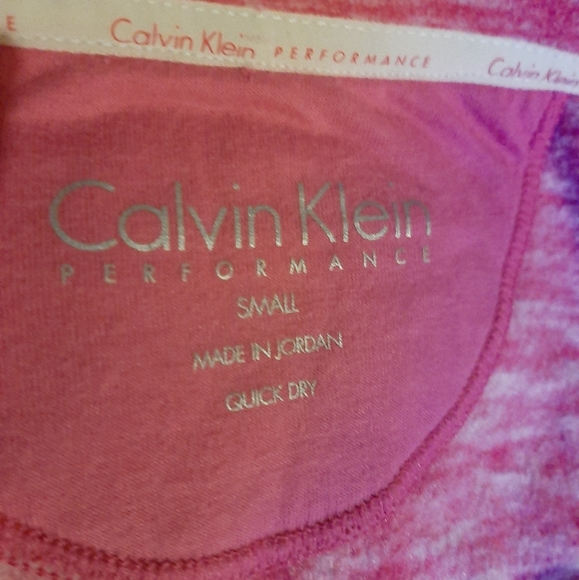 E Calvin Klein PERFORMANCE Calvin Klein
Calvin Klein
PERFORMANCE
SMALL
MADE IN JORDAN
QUICK DRY